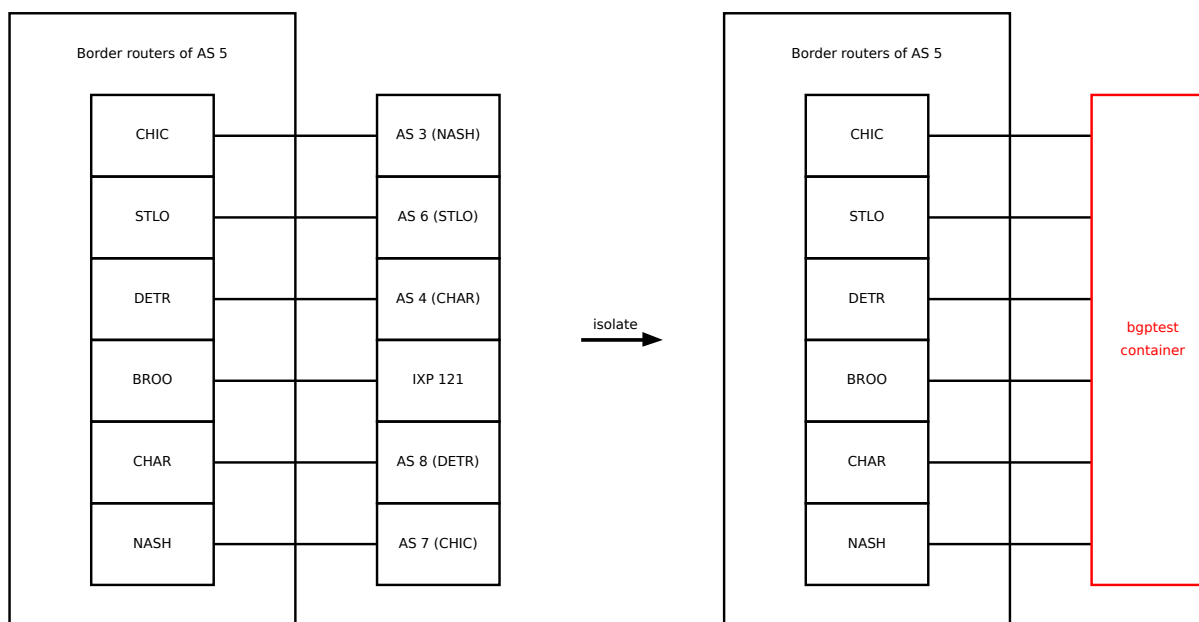 Border routers of AS 5
CHIC
AS 3 (NASH)
STLO
AS 6 (STLO)
DETR
AS 4 (CHAR)
BROO
IXP 121
CHAR
AS 8 (DETR)
NASH
AS 7 (CHIC)
isolate
Border routers of AS 5
CHIC
STLO
DETR
BROO
CHAR
NASH
bgptest
container